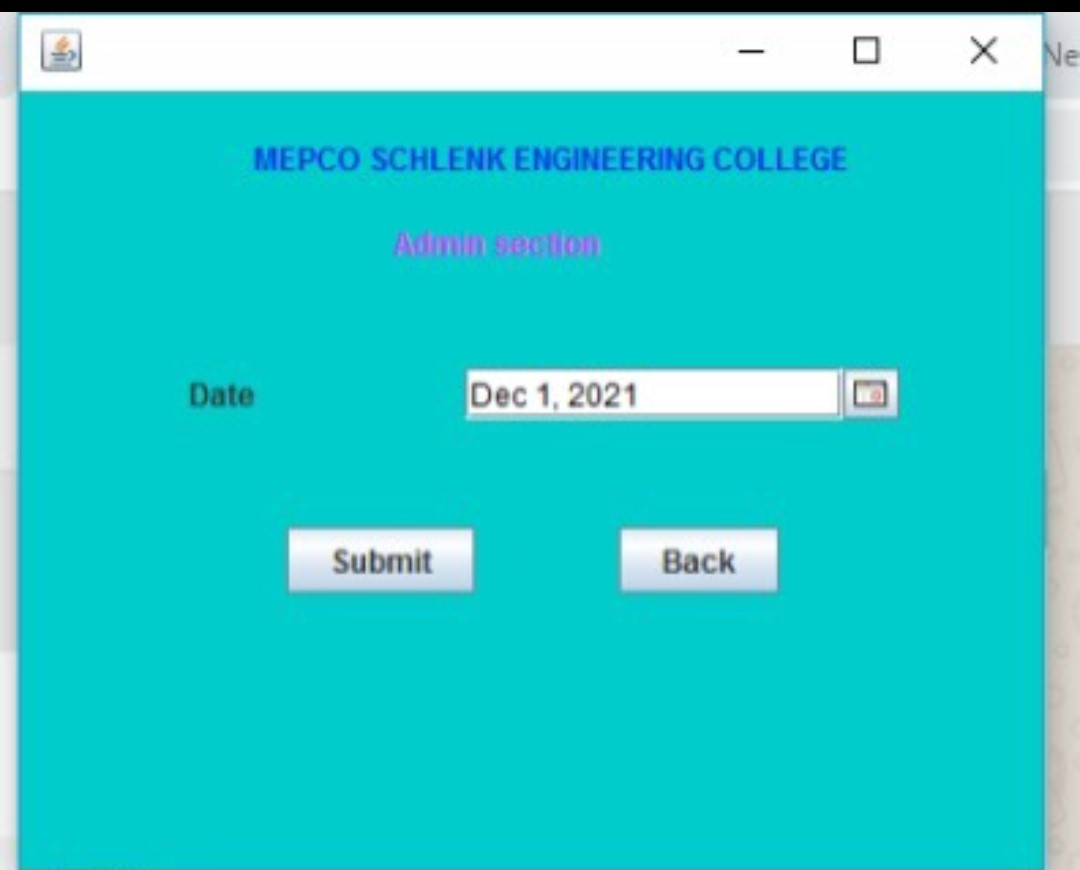 MEPCO SCHLENK ENGINEERING COLLEGE
Admin section
Date Dec 1, 2021
Submit Back